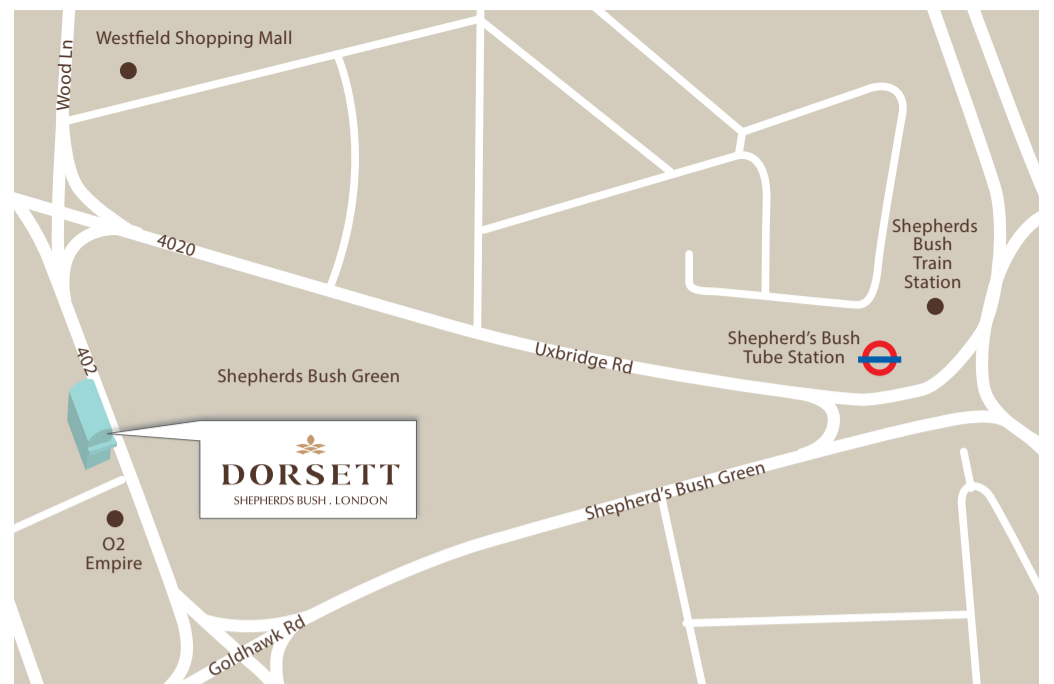 Westfield Shopping Mall
Wood Ln
4020
Shepherds
Bush
Train
Station
Shepherd's Bush
Tube Station
Uxbridge Rd
402
Shepherds Bush Green
DORSETT
SHEPHERDS BUSH . LONDON
Shepherd's Bush Green
O2
Empire
Goldhawk Rd